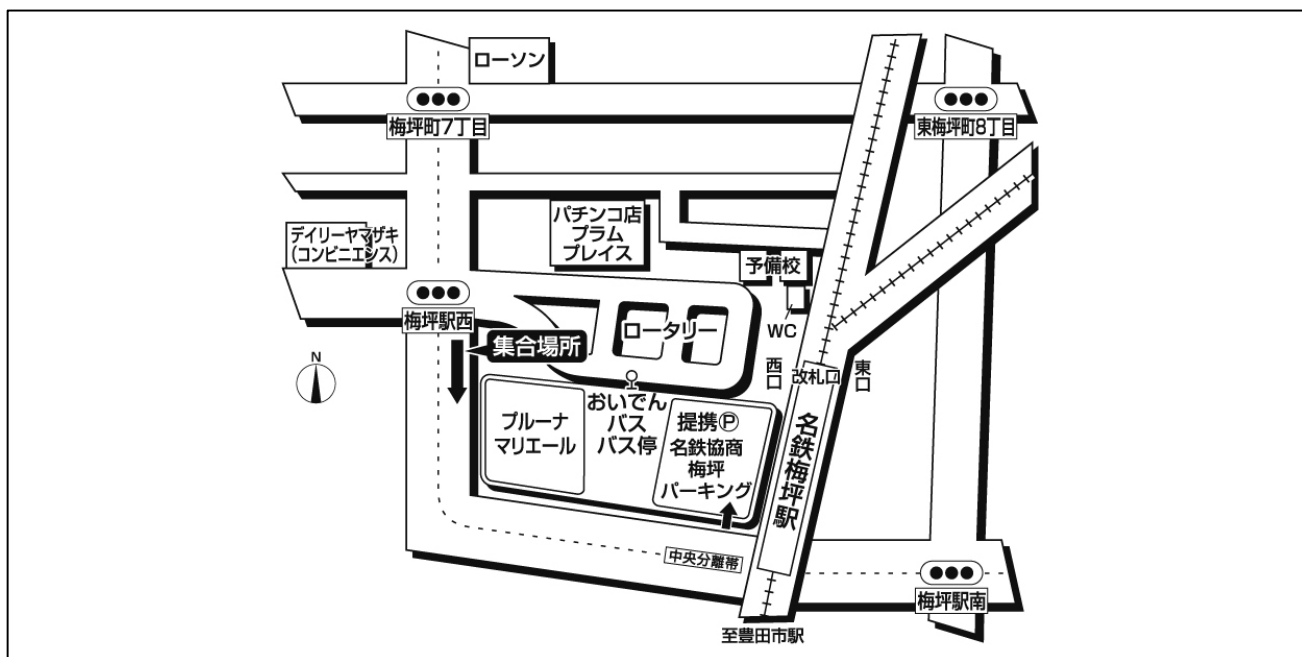 ローソン
梅坪町7丁目
東梅坪町8丁目
デイリーヤマザキ
(コンビニエンス)
パチンコ店
プラム
プレイス
予備校
WC
梅坪駅西
集合場所
ロータリー
N
西口
改札口
東口
プルーナ
マリエール
おいでん
バス
バス停
提携Ⓟ
名鉄協商
梅坪
パーキング
名鉄梅坪駅
中央分離帯
梅坪駅南
至豊田市駅